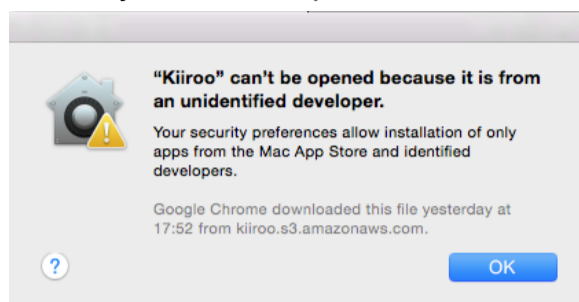 “Kiiroo” can’t be opened because it is from
an unidentified developer.
Your security preferences allow installation of only
apps from the Mac App Store and identified
developers.
Google Chrome downloaded this file yesterday at
17:52 from kiiroo.s3.amazonaws.com.
?
OK